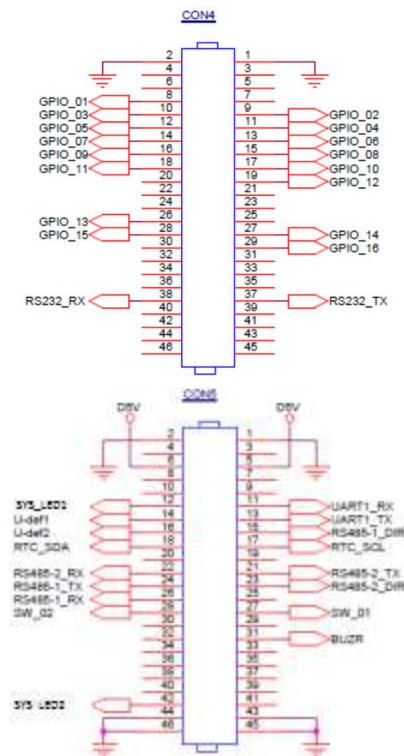 CON4
2 1
4 3
6 5
GPIO_01 8 7
GPIO_03 10 9 GPIO_02
GPIO_05 12 11 GPIO_04
GPIO_07 14 13 GPIO_06
GPIO_09 16 15 GPIO_08
GPIO_11 18 17 GPIO_10
20 19 GPIO_12
22 21
24 23
GPIO_13 26 25
GPIO_15 28 27 GPIO_14
30 29 GPIO_16
32 31
34 33
36 35
RS232_RX 38 37 RS232_TX
40 39
42 41
44 43
46 45
CON5
D5V D5V
2 1
4 3
6 5
8 7
10 9
SYS_LED1 12 11 UART1_RX
U-def1 14 13 UART1_TX
U-def2 16 15 RS485-1_DIR
RTC_SDA 18 17 RTC_SCL
20 19
RS485-2_RX 22 21 RS485-2_TX
RS485-1_TX 24 23 RS485-2_DIR
RS485-1_RX 26 25
SW_02 28 27 SW_01
30 29
32 31 BUZR
34 33
36 35
38 37
40 39
SYS LED2 42 41
44 43
46 45